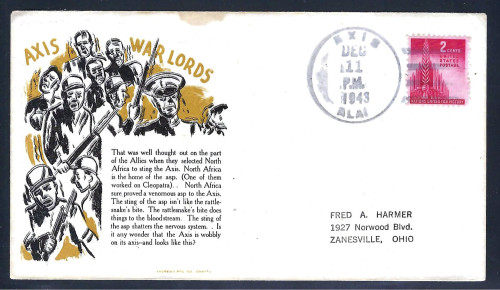 AXIS WAR LORDS
That was well thought out on the part
of the Allies when they selected North
Africa to sting the Axis. North Africa
is the home of the asp. (One of them
worked on Cleopatra). . North Africa
sure proved a venomous asp to the Axis.
The sting of the asp isn't like the rattle-
snake's bite. The rattlesnake's bite does
things to the bloodstream. The sting of
the asp shatters the nervous system. . Is
it any wonder that the Axis is wobbly
on its axis—and looks like this?
AXIS
DEC
11
P.M.
1943
ALA
2 CENTS
UNITED
STATES
POSTAGE
FRED A. HARMER
1927 Norwood Blvd.
ZANESVILLE, OHIO